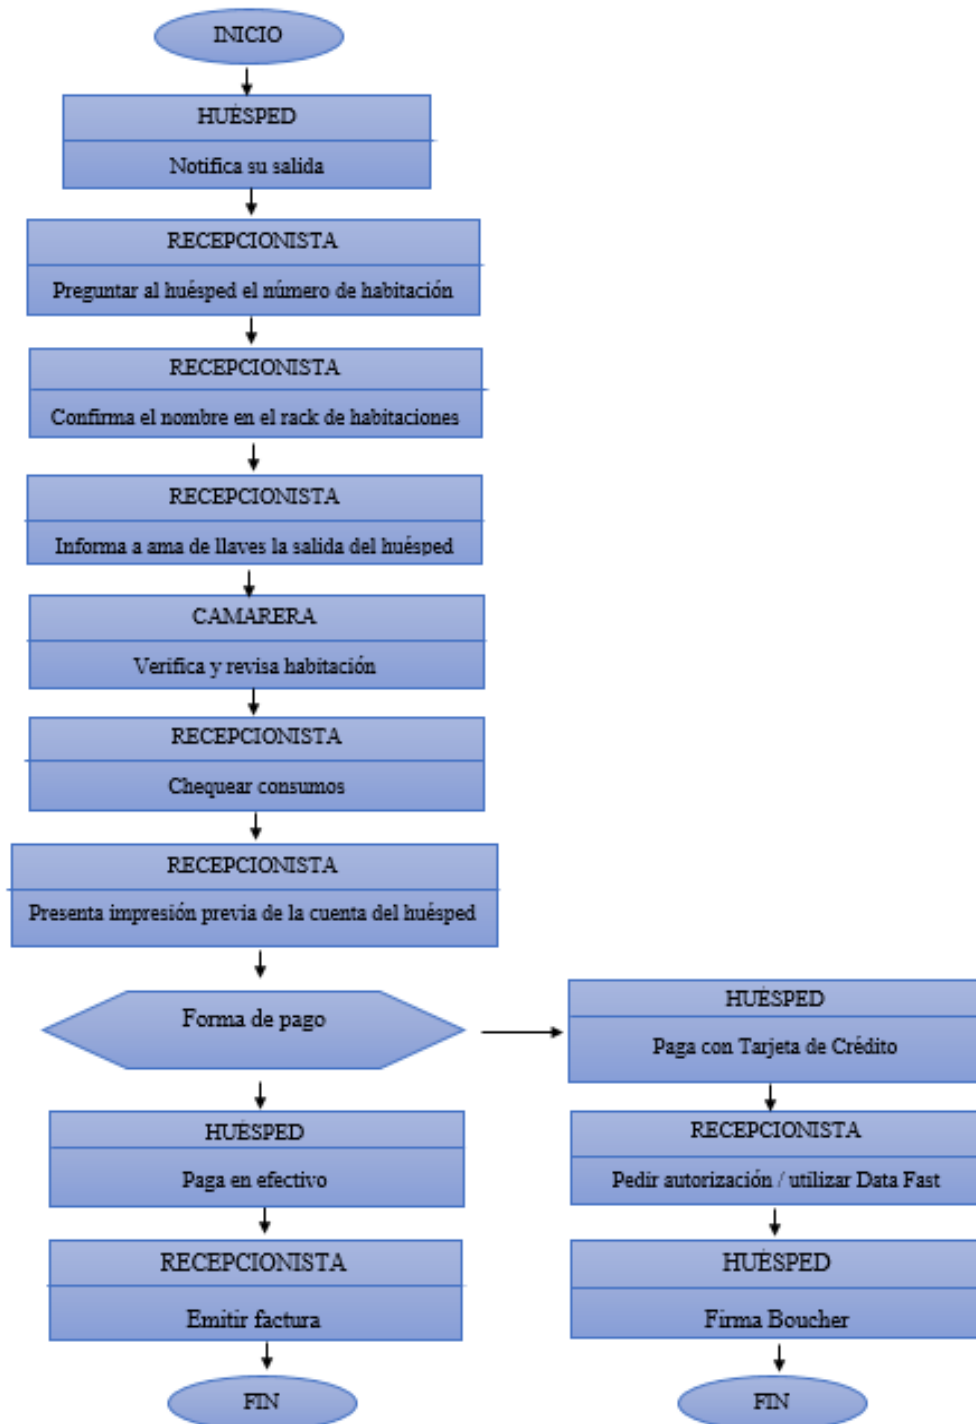 INICIO
HUÉSPED
Notifica su salida
RECEPCIONISTA
Preguntar al huésped el número de habitación
RECEPCIONISTA
Confirma el nombre en el rack de habitaciones
RECEPCIONISTA
Informa a ama de llaves la salida del huésped
CAMARERA
Verifica y revisa habitación
RECEPCIONISTA
Chequear consumos
RECEPCIONISTA
Presenta impresión previa de la cuenta del huésped
Forma de pago
HUÉSPED
Paga en efectivo
RECEPCIONISTA
Emitir factura
FIN
HUÉSPED
Paga con Tarjeta de Crédito
RECEPCIONISTA
Pedir autorización / utilizar Data Fast
HUÉSPED
Firma Boucher
FIN